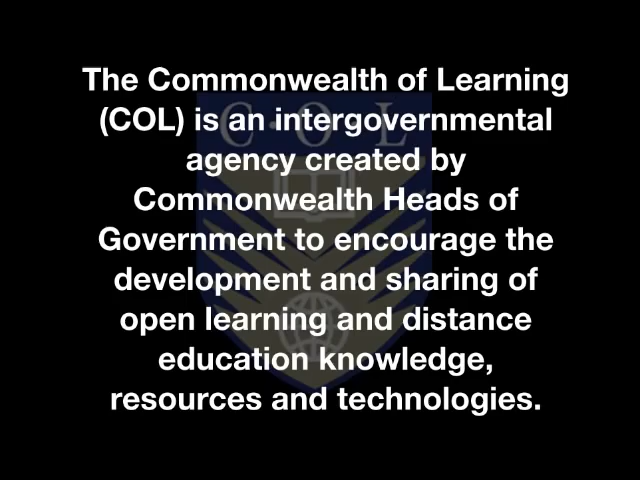 The Commonwealth of Learning
(COL) is an intergovernmental
agency created by
Commonwealth Heads of
Government to encourage the
development and sharing of
open learning and distance
education knowledge,
resources and technologies.
C · O · L